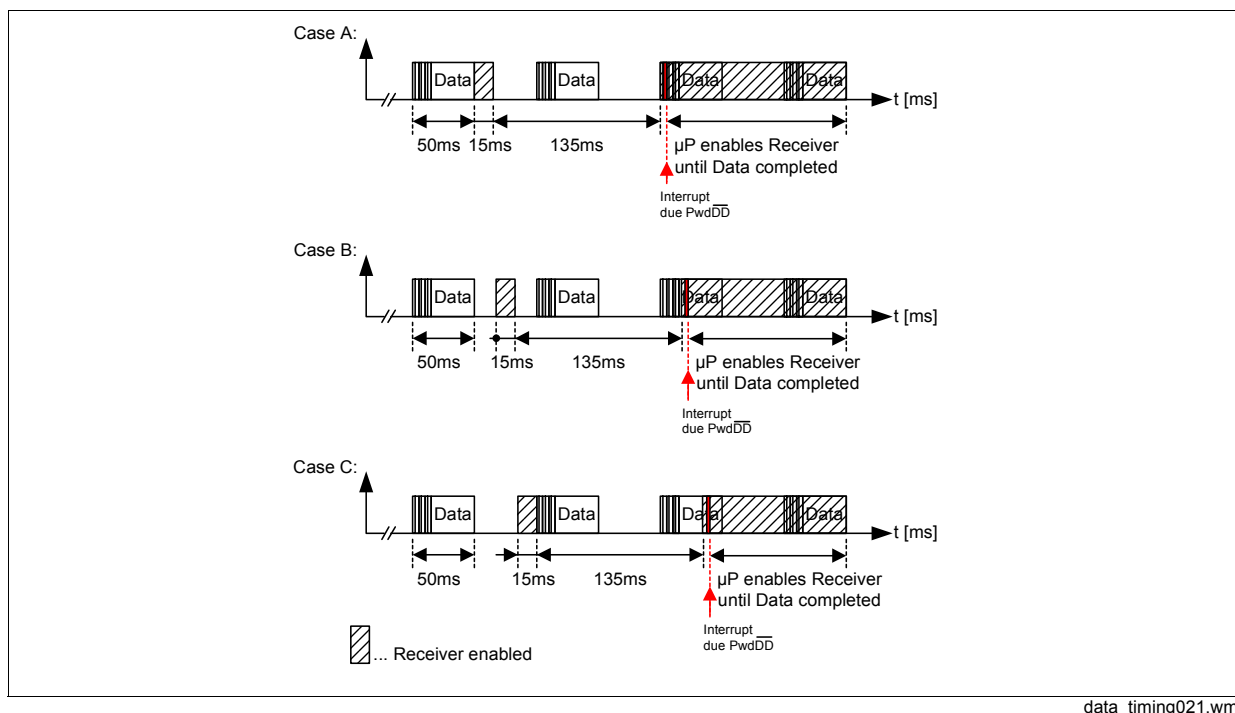 Case A:
Data Data Data Data
t [ms]
50ms 15ms 135ms µP enables Receiver
until Data completed
Interrupt
due PwdDD
Case B:
Data Data Data Data
t [ms]
50ms 15ms 135ms µP enables Receiver
until Data completed
Interrupt
due PwdDD
Case C:
Data Data Data Data
t [ms]
50ms 15ms 135ms µP enables Receiver
until Data completed
Interrupt
due PwdDD
... Receiver enabled
data_timing021.wm